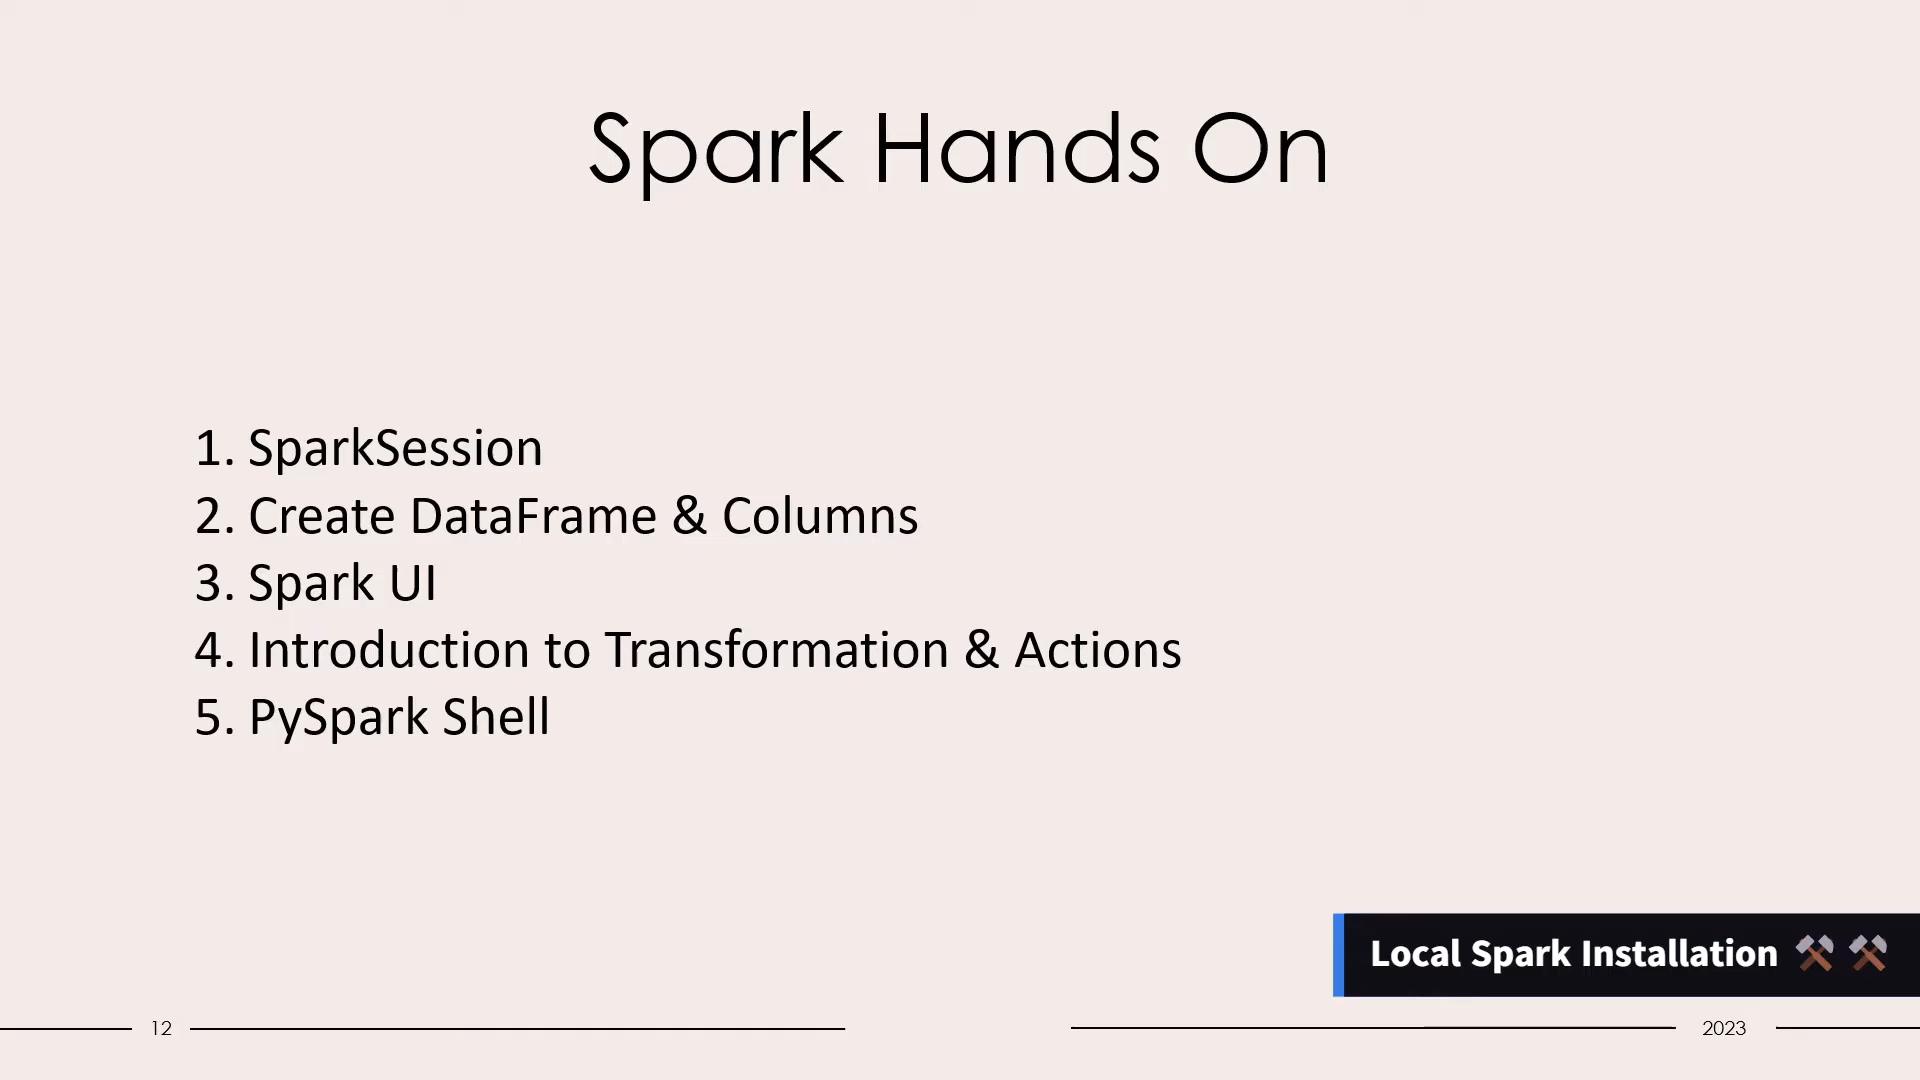 Spark Hands On
1. SparkSession
2. Create DataFrame & Columns
3. Spark UI
4. Introduction to Transformation & Actions
5. PySpark Shell
Local Spark Installation ⚒️ ⚒️
12
2023